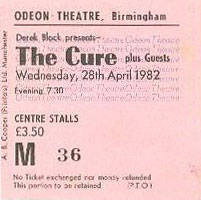 ODEON-THEATRE, Birmingham
Derek Block presents-
The Cure plus Guests
Wednesday, 28th April 1982
Evening 7.30
CENTRE STALLS
£3.50
M 36
No Ticket exchanged nor money refunded
This portion to be retained (P.T.O)
A. B. Cooper (Printers) Ltd. Manchester